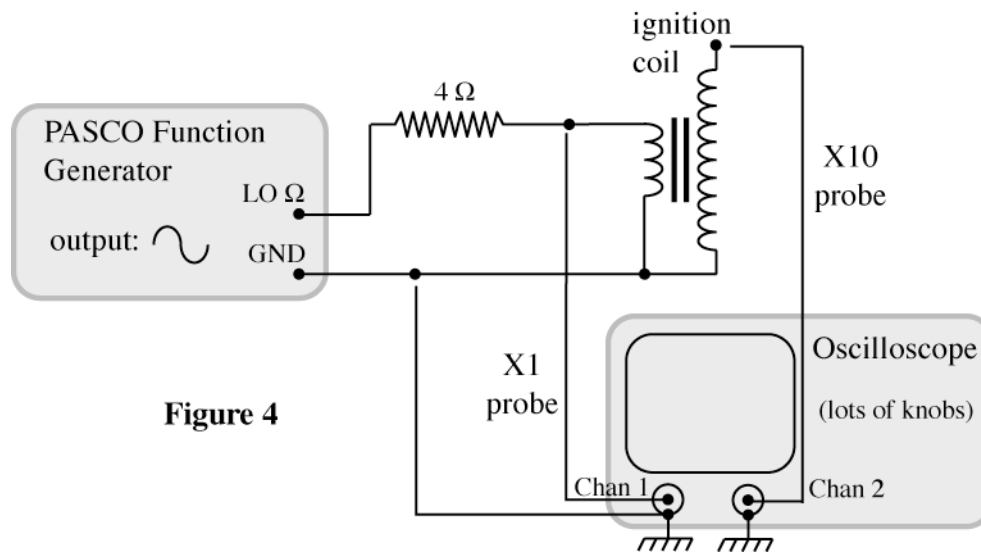 ignition
coil
4 Ω
PASCO Function
Generator
LO Ω
output:
GND
X10
probe
X1
probe
Oscilloscope
(lots of knobs)
Figure 4
Chan 1
Chan 2